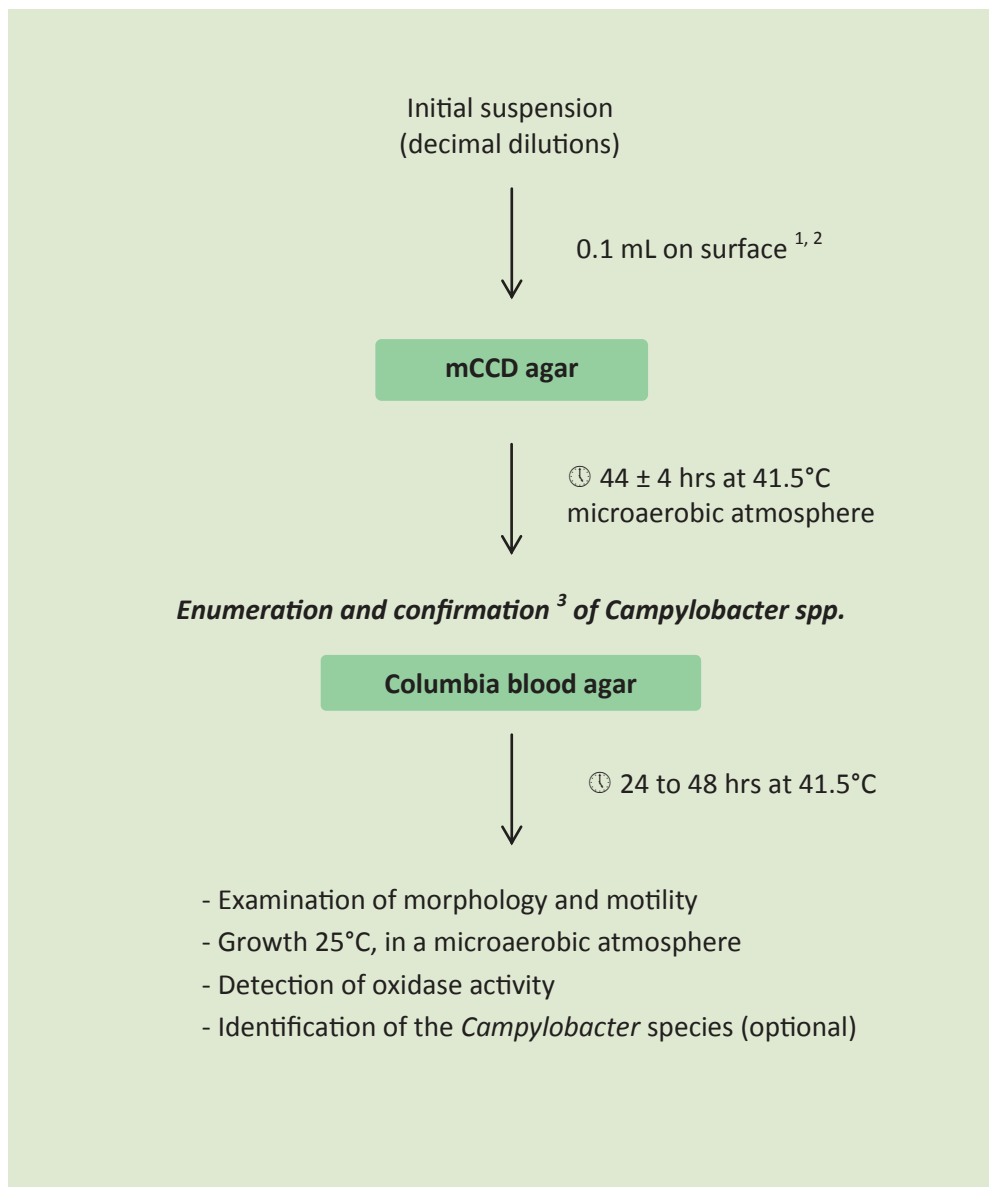 Initial suspension
(decimal dilutions)
0.1 mL on surface 1, 2
mCCD agar
🕔 44 ± 4 hrs at 41.5°C
microaerobic atmosphere
Enumeration and confirmation 3 of Campylobacter spp.
Columbia blood agar
🕔 24 to 48 hrs at 41.5°C
- Examination of morphology and motility
- Growth 25°C, in a microaerobic atmosphere
- Detection of oxidase activity
- Identification of the Campylobacter species (optional)